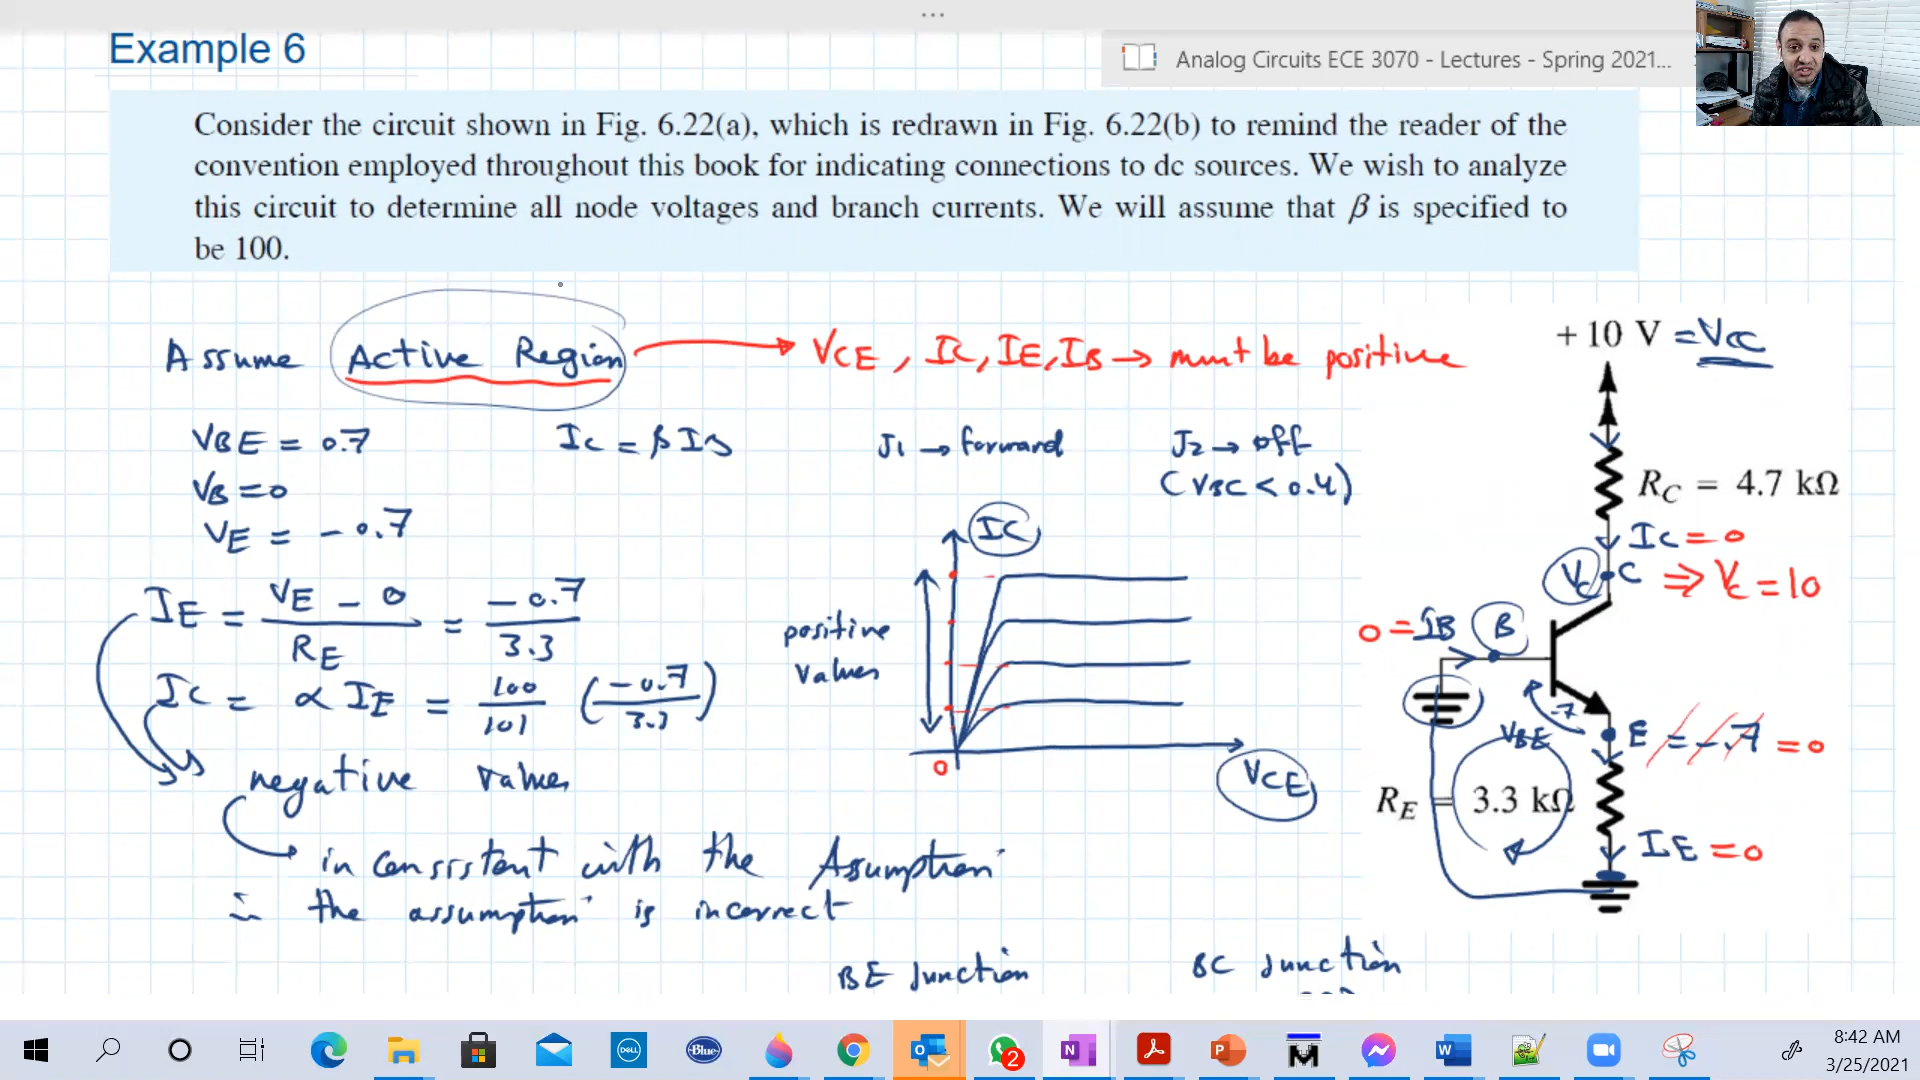 Example 6
Analog Circuits ECE 3070 - Lectures - Spring 2021...
Consider the circuit shown in Fig. 6.22(a), which is redrawn in Fig. 6.22(b) to remind the reader of the
convention employed throughout this book for indicating connections to dc sources. We wish to analyze
this circuit to determine all node voltages and branch currents. We will assume that β is specified to
be 100.
Assume Active Region → VCE, IC, IE, IB → must be positive
+10 V = VCC
VBE = 0.7
IC = β IB
J1 → forward
J2 → off
(VBC < 0.4)
VB = 0
VE = -0.7
RC = 4.7 kΩ
IC = 0
VC
C ⇒ VC = 10
0 = IB
B
IC
positive
values
0
VCE
IE = VE - 0 / RE = -0.7 / 3.3
IC = α IE = 100/101 (-0.7/3.3)
VBE
E = -.7 = 0
RE = 3.3 kΩ
IE = 0
negative values
inconsistent with the Assumption
∴ the assumption is incorrect
BE Junction
BC Junction
DELL
Blue
2
8:42 AM
3/25/2021